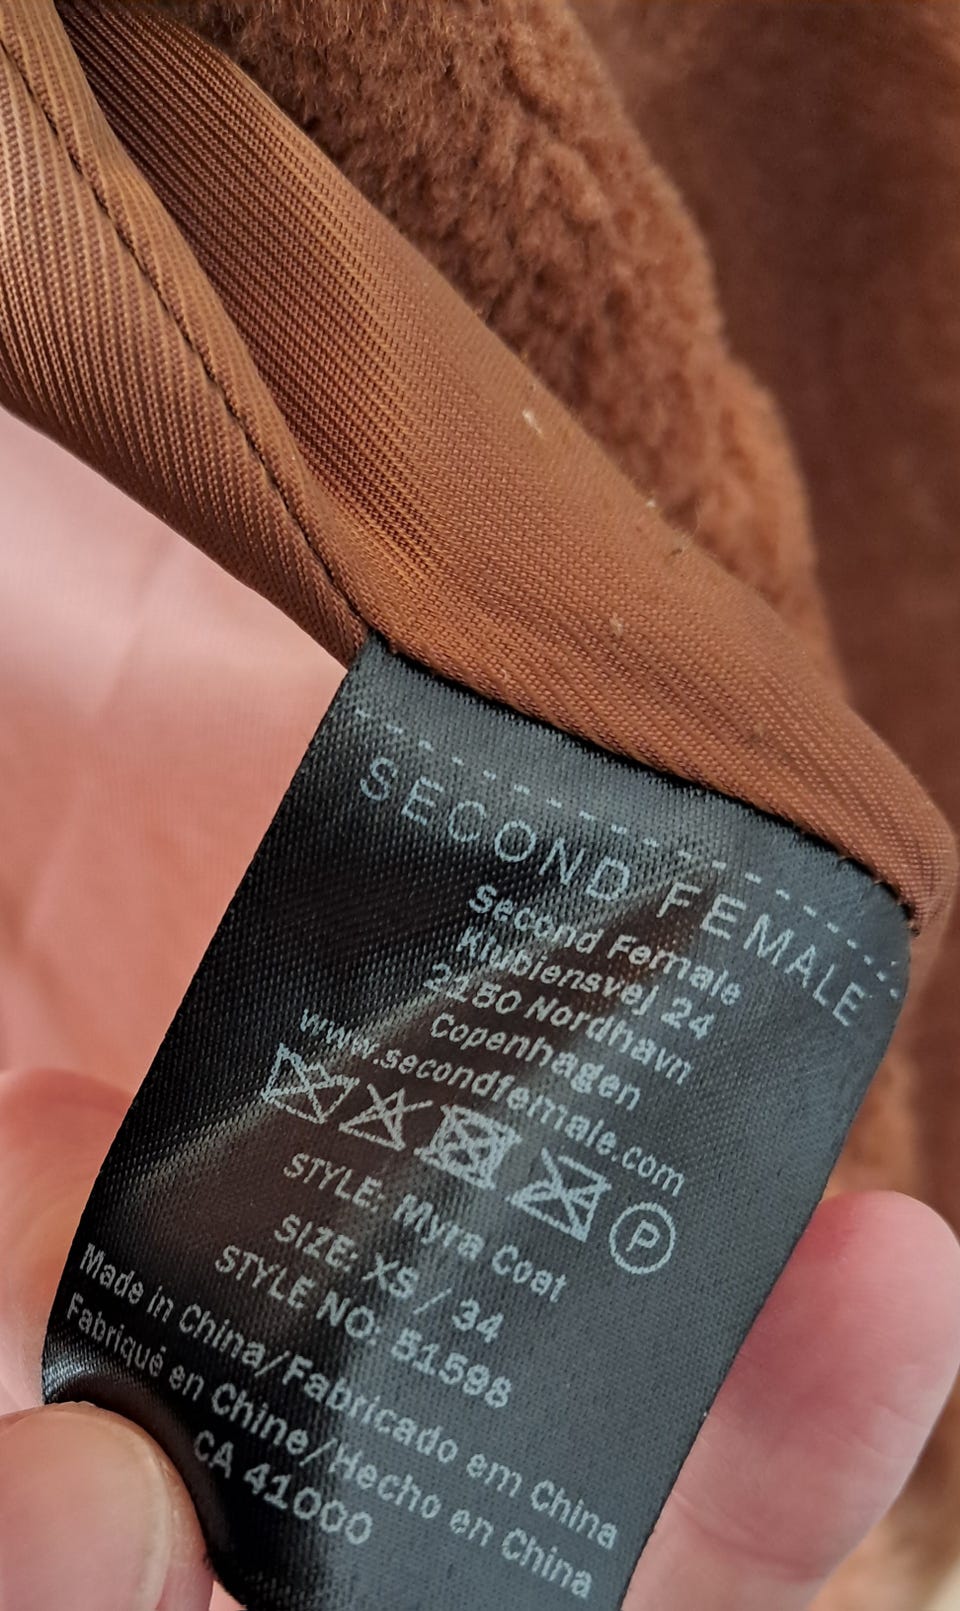 SECOND FEMALE
Second Female
Klubiensvej 24
2150 Nordhavn
Copenhagen
www.secondfemale.com
P
STYLE: Myra Coat
SIZE: XS / 34
STYLE NO: 51598
Made in China/Fabricado em China
Fabriqué en Chine/Hecho en China
CA 41000